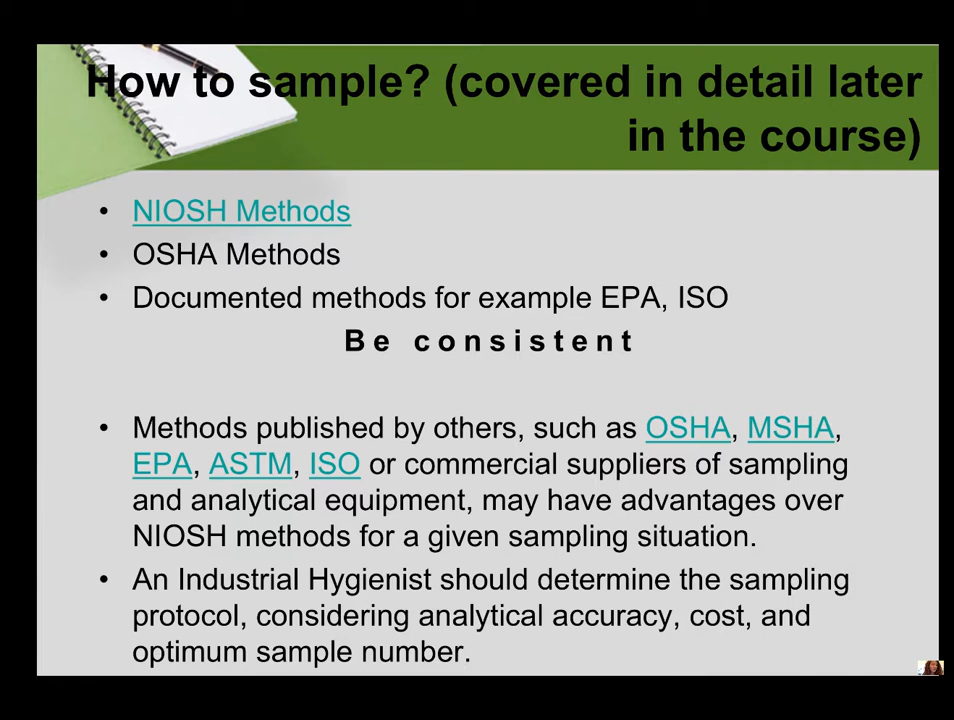 How to sample? (covered in detail later
in the course)
• NIOSH Methods
• OSHA Methods
• Documented methods for example EPA, ISO
B e c o n s i s t e n t
• Methods published by others, such as OSHA, MSHA,
EPA, ASTM, ISO or commercial suppliers of sampling
and analytical equipment, may have advantages over
NIOSH methods for a given sampling situation.
• An Industrial Hygienist should determine the sampling
protocol, considering analytical accuracy, cost, and
optimum sample number.